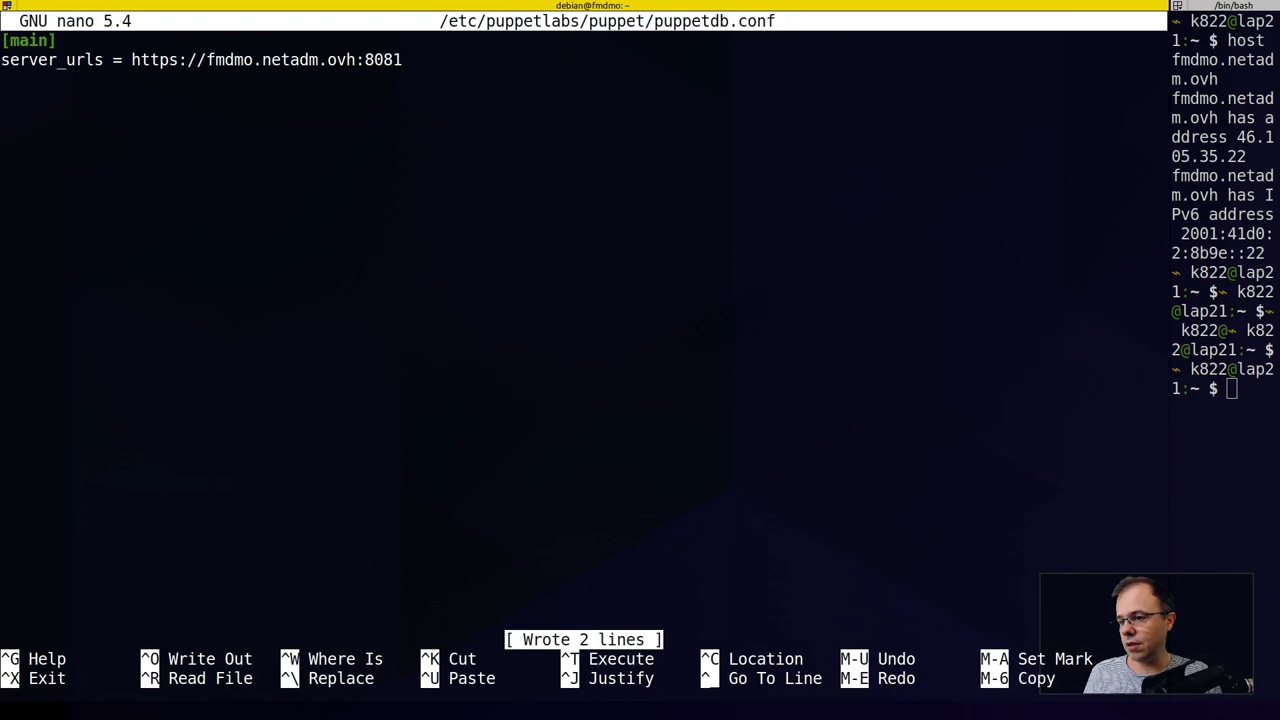 debian@fmdmo: ~
GNU nano 5.4 /etc/puppetlabs/puppet/puppetdb.conf
[main]
server_urls = https://fmdmo.netadm.ovh:8081
[ Wrote 2 lines ]
^G Help ^O Write Out ^W Where Is ^K Cut ^T Execute ^C Location M-U Undo M-A Set Mark
^X Exit ^R Read File ^\ Replace ^U Paste ^J Justify ^_ Go To Line M-E Redo M-6 Copy
/bin/bash
~ k822@lap2
1:~ $ host
fmdmo.netad
m.ovh
fmdmo.netad
m.ovh has a
ddress 46.1
05.35.22
fmdmo.netad
m.ovh has I
Pv6 address
2001:41d0:
2:8b9e::22
~ k822@lap2
1:~ $~ k822
@lap21:~ $~
k822@~ k82
2@lap21:~ $
~ k822@lap2
1:~ $